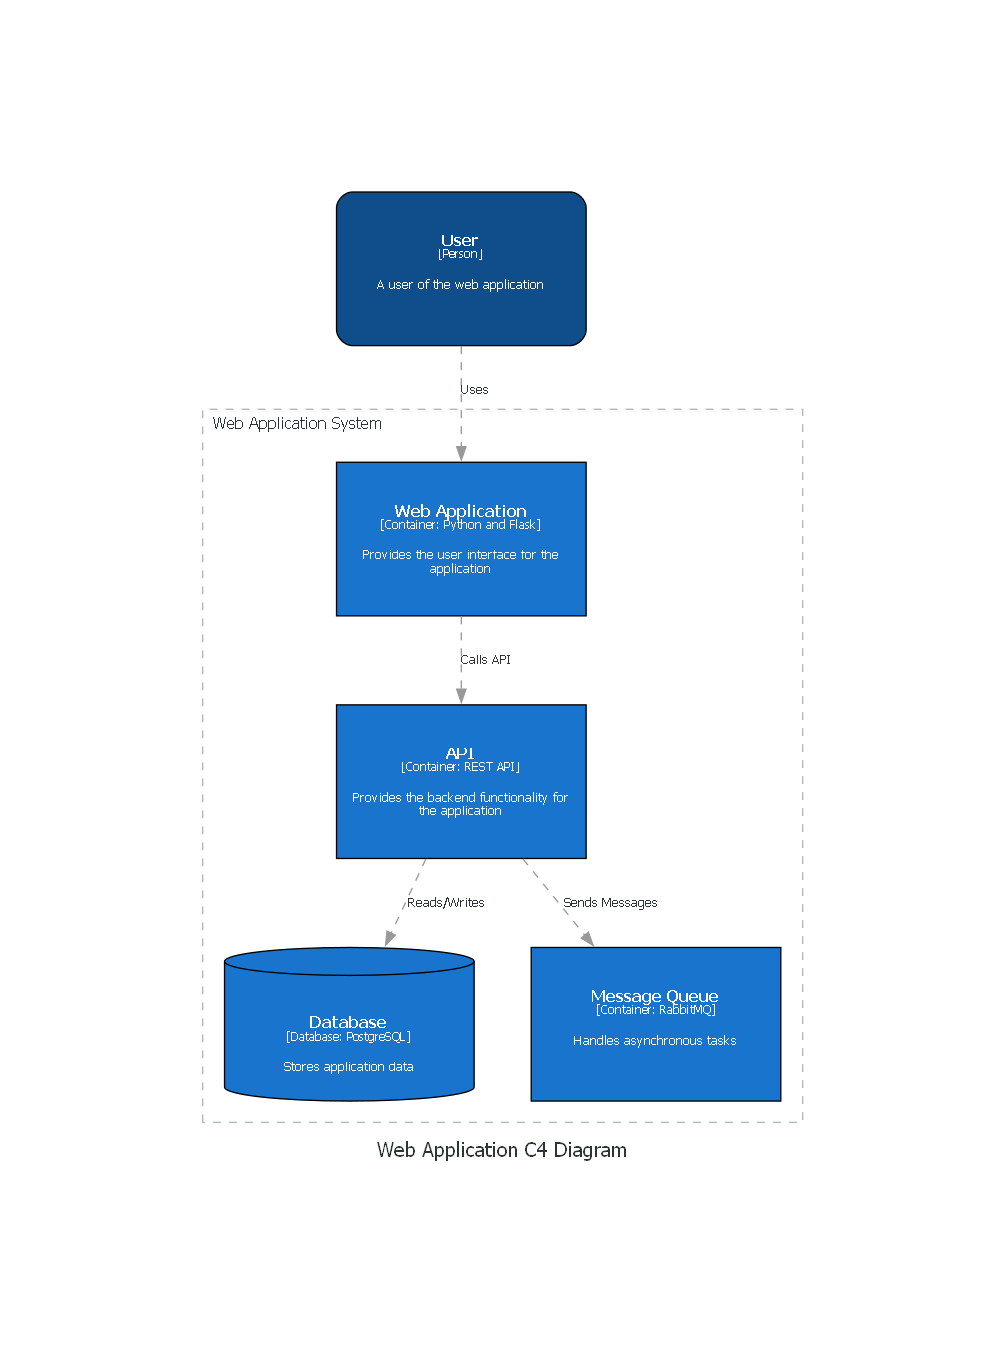 User
[Person]
A user of the web application
Uses
Web Application System
Web Application
[Container: Python and Flask]
Provides the user interface for the
application
Calls API
API
[Container: REST API]
Provides the backend functionality for
the application
Reads/Writes
Sends Messages
Database
[Database: PostgreSQL]
Stores application data
Message Queue
[Container: RabbitMQ]
Handles asynchronous tasks
Web Application C4 Diagram